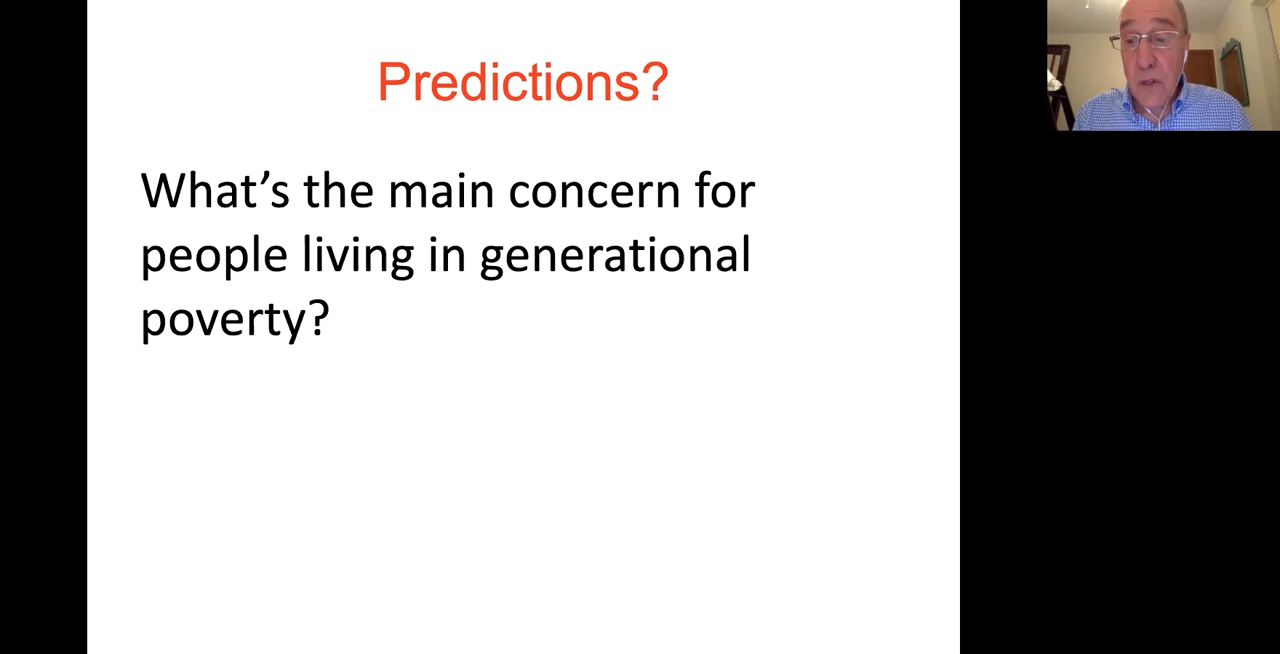 Predictions?
What’s the main concern for
people living in generational
poverty?